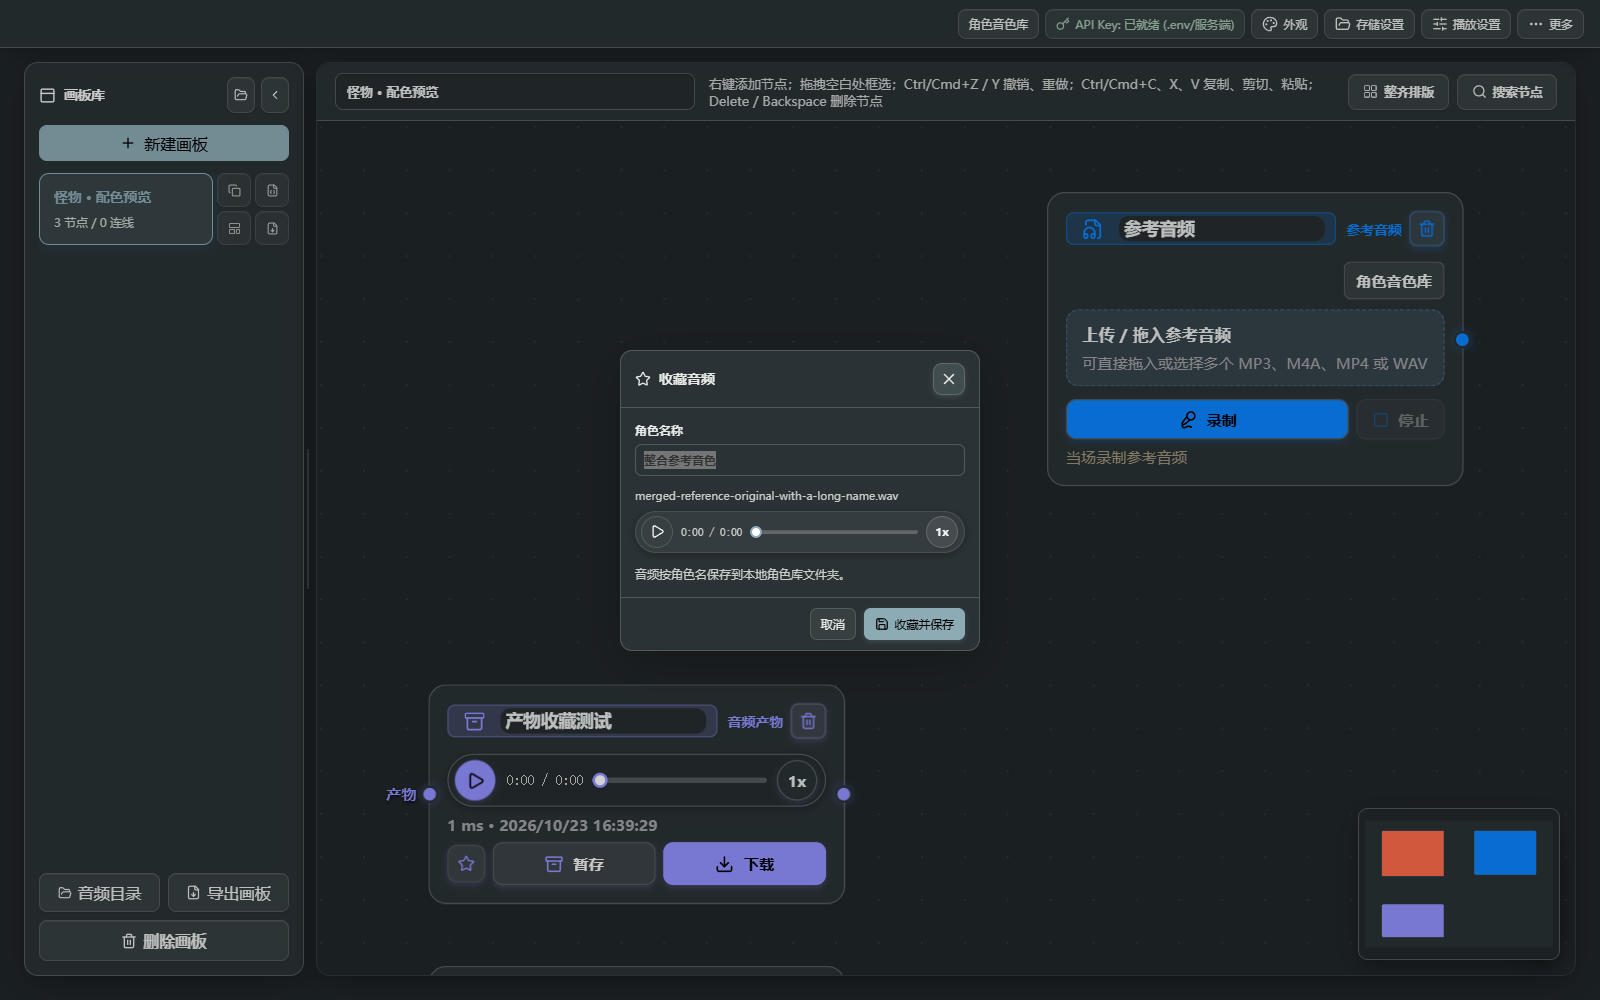 角色音色库
API Key: 已就绪 (.env/服务端)
外观
存储设置
播放设置
更多
画板库
新建画板
怪物 • 配色预览
3 节点 / 0 连线
音频目录
导出画板
删除画板
怪物 • 配色预览
右键添加节点；拖拽空白处框选；Ctrl/Cmd+Z / Y 撤销、重做；Ctrl/Cmd+C、X、V 复制、剪切、粘贴；
Delete / Backspace 删除节点
整齐排版
搜索节点
参考音频
参考音频
角色音色库
上传 / 拖入参考音频
可直接拖入或选择多个 MP3、M4A、MP4 或 WAV
录制
停止
当场录制参考音频
收藏音频
角色名称
整合参考音色
merged-reference-original-with-a-long-name.wav
0:00 / 0:00
1x
音频按角色名保存到本地角色库文件夹。
取消
收藏并保存
产物收藏测试
音频产物
产物
0:00 / 0:00
1x
1 ms • 2026/10/23 16:39:29
暂存
下载